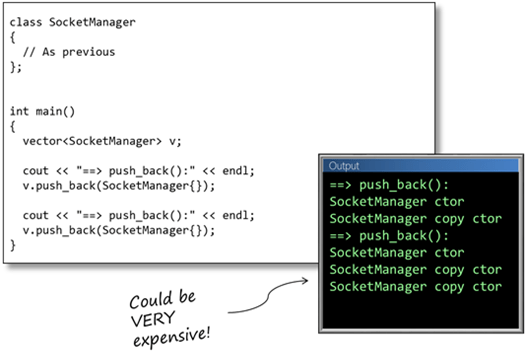 class SocketManager
{
// As previous
};
int main()
{
vector<SocketManager> v;
cout << "==> push_back():" << endl;
v.push_back(SocketManager{});
cout << "==> push_back():" << endl;
v.push_back(SocketManager{});
}
Output
==> push_back():
SocketManager ctor
SocketManager copy ctor
==> push_back():
SocketManager ctor
SocketManager copy ctor
SocketManager copy ctor
Could be
VERY
expensive!